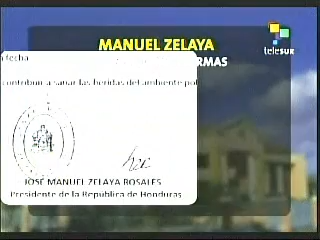 MANUEL ZELAYA
RMAS
teleSUR
n fecha
contribuir a sanar las heridas del ambiente pol
JOSÉ MANUEL ZELAYA ROSALES
Presidente de la República de Honduras